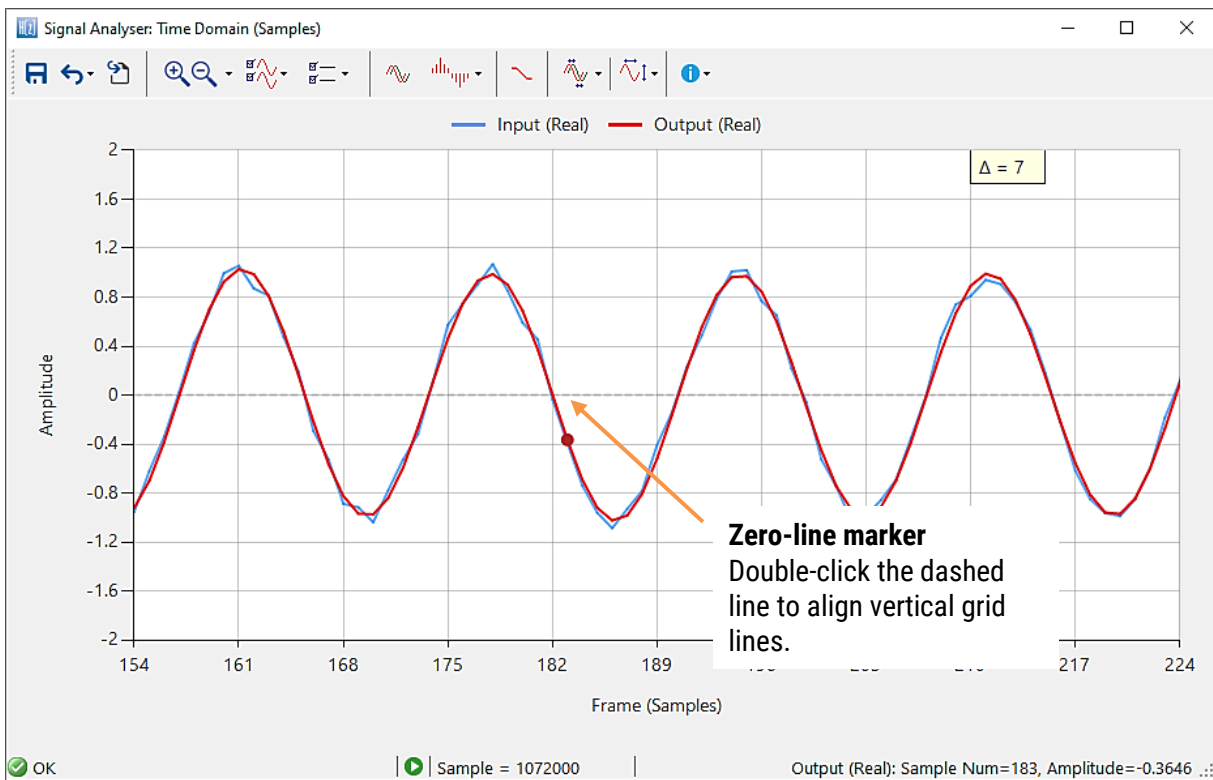 Signal Analyser: Time Domain (Samples)
Input (Real) Output (Real)
Δ = 7
2
1.6
1.2
0.8
0.4
0
-0.4
-0.8
-1.2
-1.6
-2
Amplitude
Zero-line marker
Double-click the dashed
line to align vertical grid
lines.
154 161 168 175 182 189 217 224
Frame (Samples)
OK Sample = 1072000 Output (Real): Sample Num=183, Amplitude=-0.3646